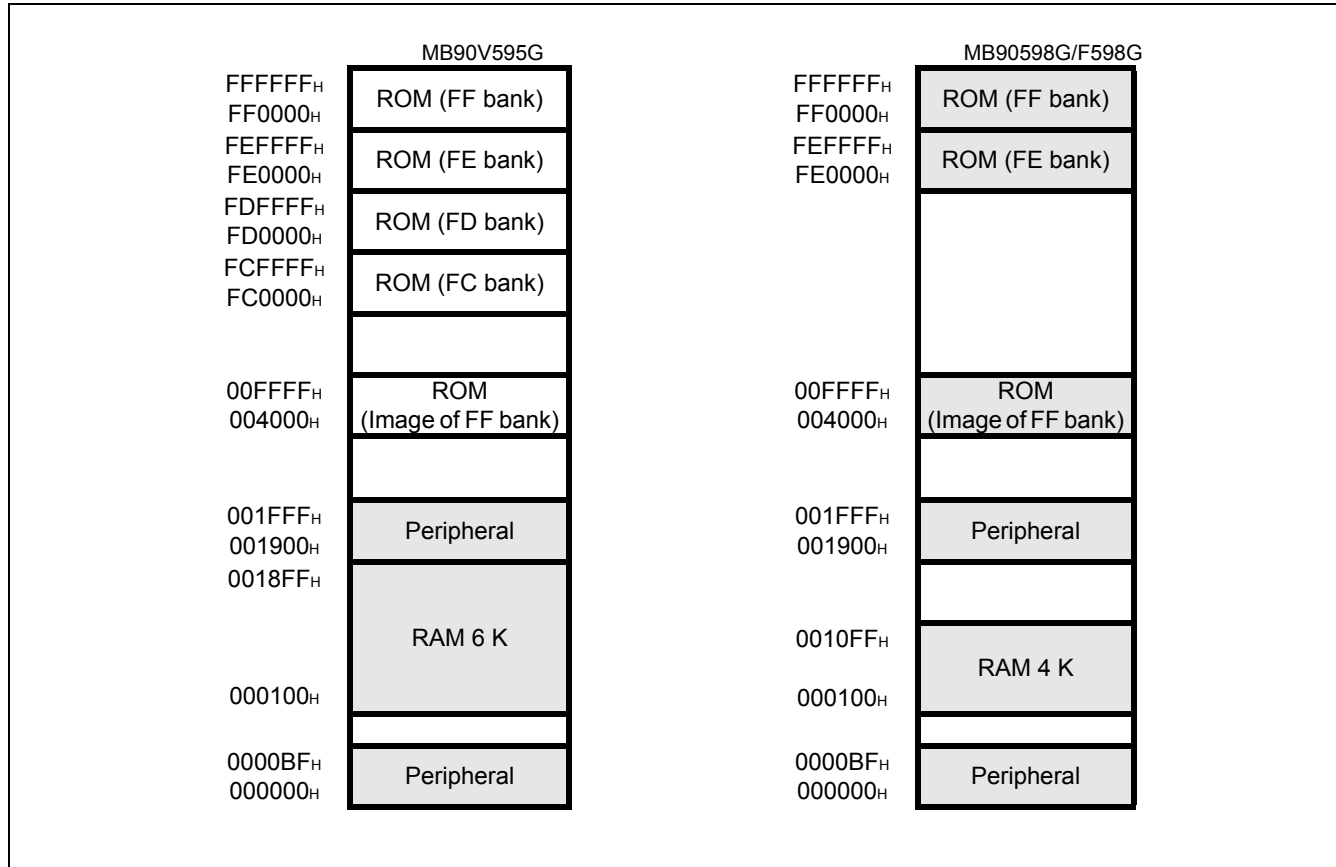 MB90V595G
FFFFFFH
ROM (FF bank)
FF0000H
FEFFFFH
ROM (FE bank)
FE0000H
FDFFFFH
ROM (FD bank)
FD0000H
FCFFFFH
ROM (FC bank)
FC0000H
00FFFFH
ROM
004000H
(Image of FF bank)
001FFFH
Peripheral
001900H
0018FFH
RAM 6 K
000100H
0000BFH
Peripheral
000000H
MB90598G/F598G
FFFFFFH
ROM (FF bank)
FF0000H
FEFFFFH
ROM (FE bank)
FE0000H
00FFFFH
ROM
004000H
(Image of FF bank)
001FFFH
Peripheral
001900H
0010FFH
RAM 4 K
000100H
0000BFH
Peripheral
000000H